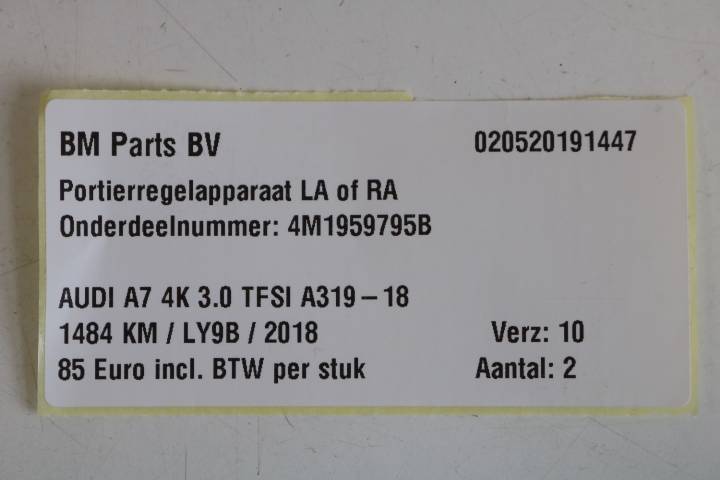 BM Parts BV 020520191447
Portierregelapparaat LA of RA
Onderdeelnummer: 4M1959795B
AUDI A7 4K 3.0 TFSI A319 – 18
1484 KM / LY9B / 2018 Verz: 10
85 Euro incl. BTW per stuk Aantal: 2